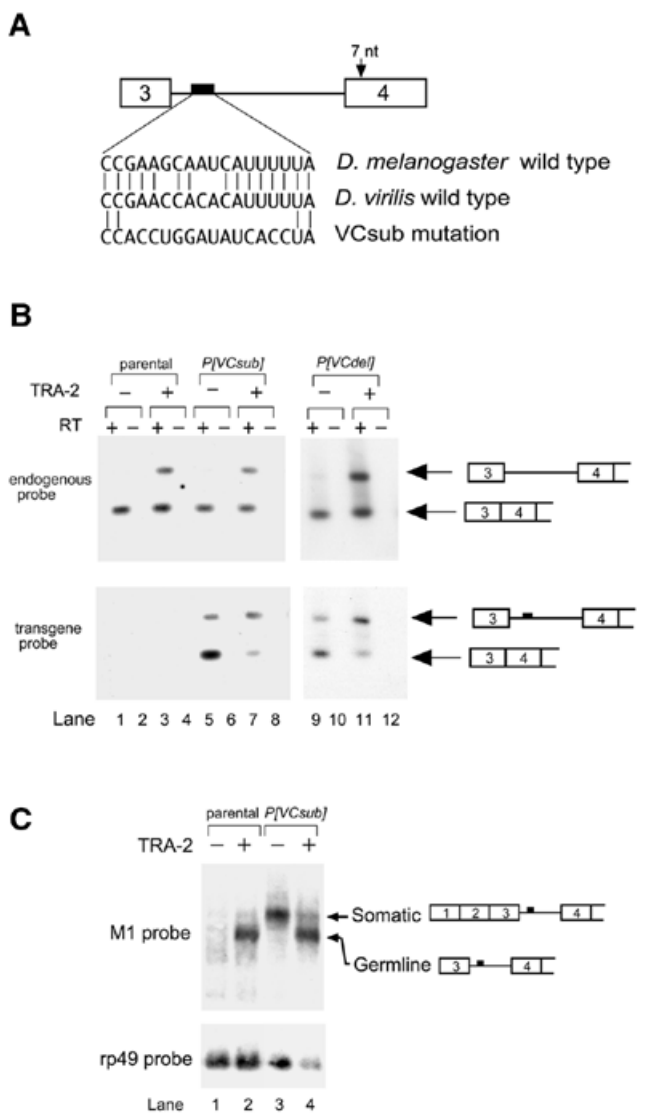 A
7 nt
3 4
CCGAAGCAAUCAUUUUUA D. melanogaster wild type
CCGAACCACACAUUUUUA D. virilis wild type
CCACCUGGAUAUCACCUA VCsub mutation
B
parental P[VCsub] P[VCdel]
TRA-2 − + − + − +
RT + − + − + − + − + − + −
endogenous
probe
3 4
3 4
transgene
probe
3 4
3 4
Lane 1 2 3 4 5 6 7 8 9 10 11 12
C
parental P[VCsub]
TRA-2 − + − +
M1 probe
Somatic 1 2 3 4
Germline 3 4
rp49 probe
Lane 1 2 3 4